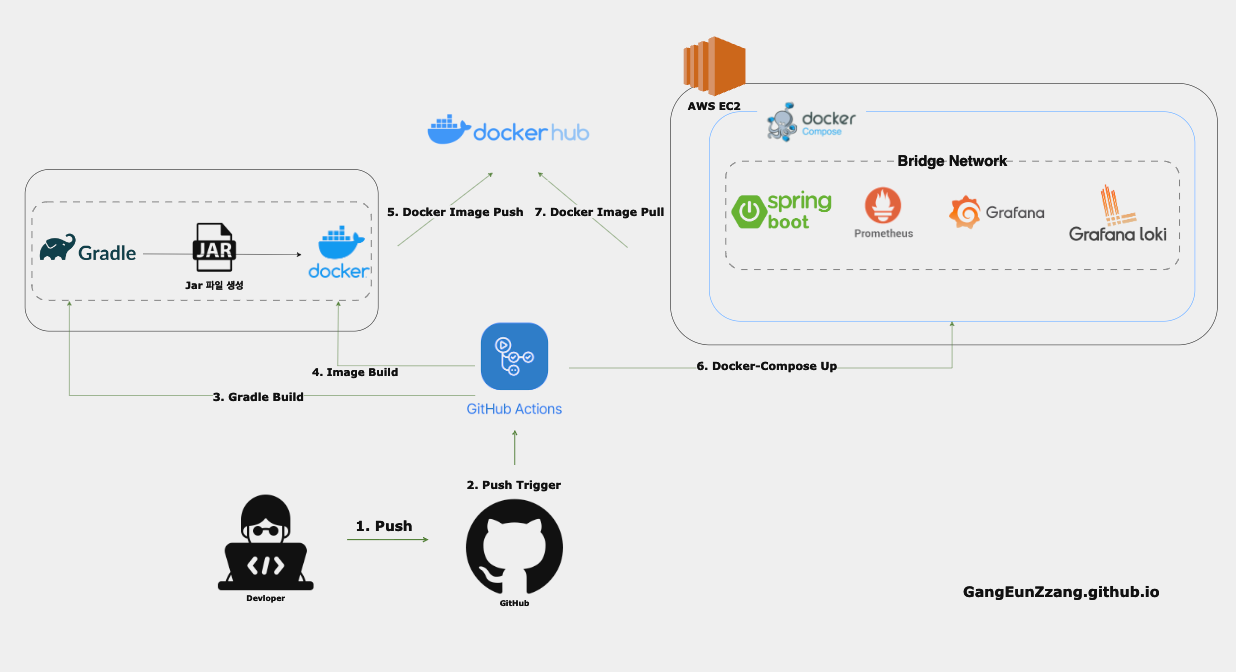 AWS EC2
docker
Compose
dockerhub
Bridge Network
spring
boot
Prometheus
Grafana
Grafana loki
5. Docker Image Push
7. Docker Image Pull
Gradle
JAR
docker
Jar 파일 생성
6. Docker-Compose Up
4. Image Build
3. Gradle Build
GitHub Actions
2. Push Trigger
1. Push
</>
Devloper
GitHub
GangEunZzang.github.io